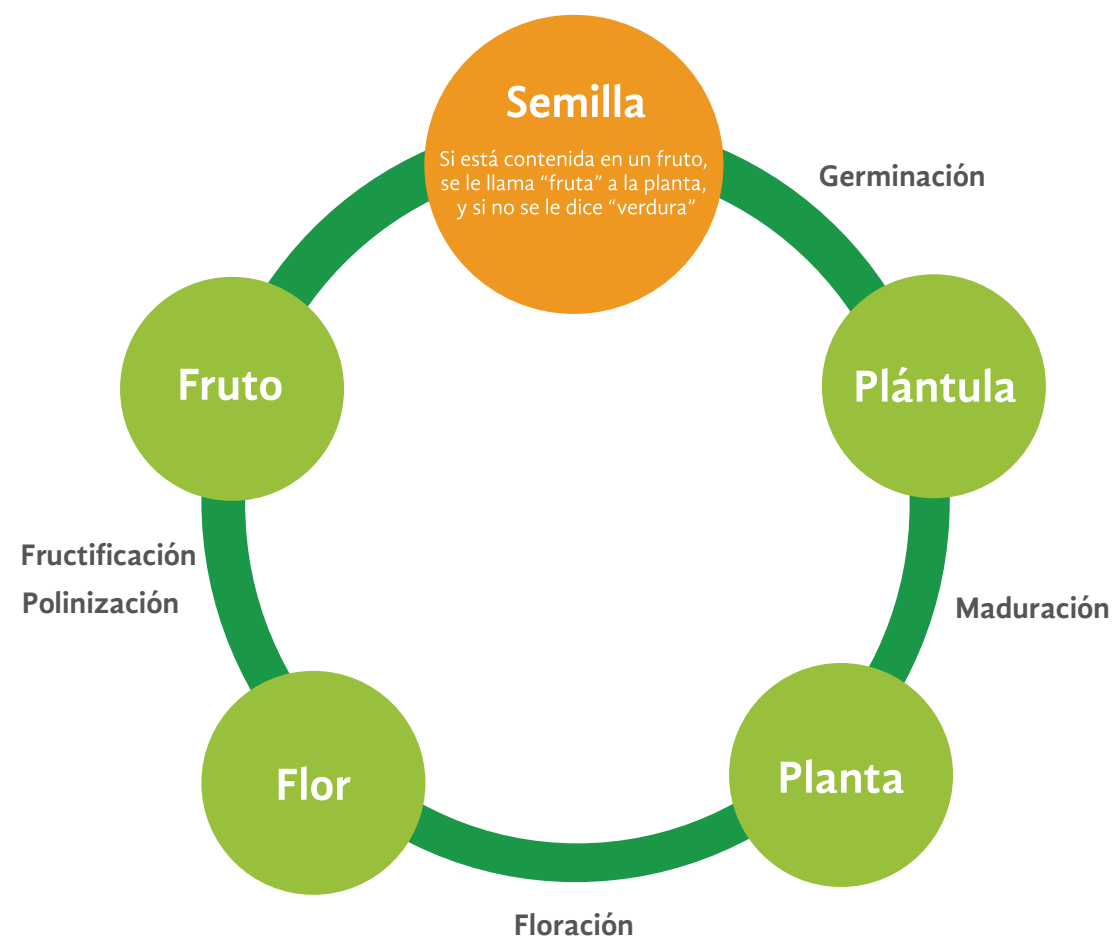 Semilla
Si está contenida en un fruto,
se le llama “fruta” a la planta,
y si no se le dice “verdura”
Germinación
Plántula
Maduración
Planta
Floración
Flor
Fructificación
Polinización
Fruto